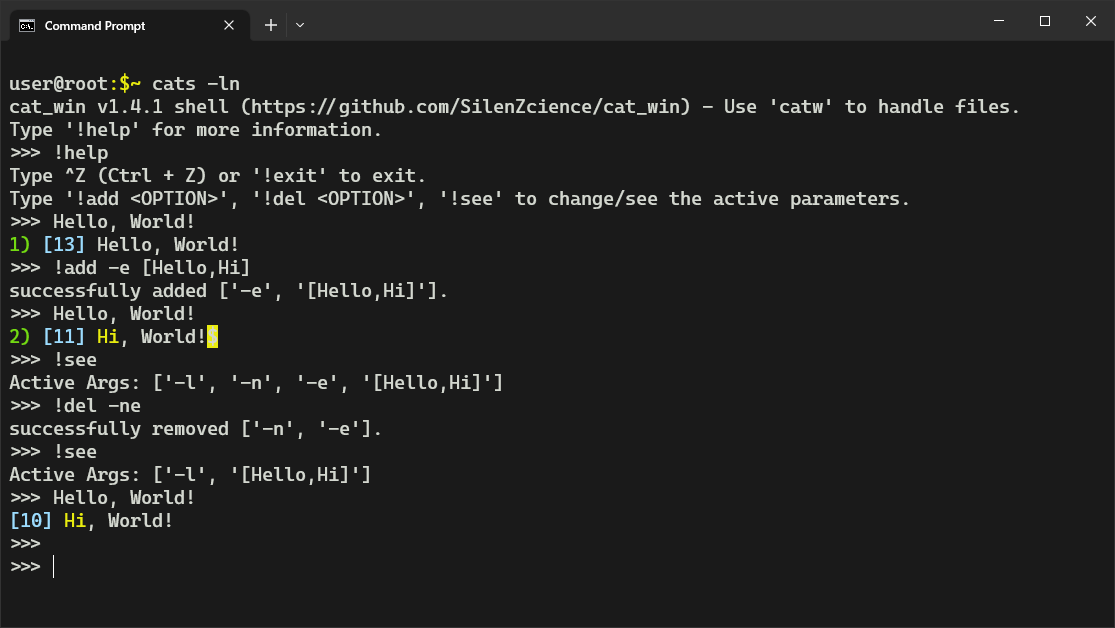 Command Prompt
user@root:$~ cats -ln
cat_win v1.4.1 shell (https://github.com/SilenZcience/cat_win) - Use 'catw' to handle files.
Type '!help' for more information.
>>> !help
Type ^Z (Ctrl + Z) or '!exit' to exit.
Type '!add <OPTION>', '!del <OPTION>', '!see' to change/see the active parameters.
>>> Hello, World!
1) [13] Hello, World!
>>> !add -e [Hello,Hi]
successfully added ['-e', '[Hello,Hi]'].
>>> Hello, World!
2) [11] Hi, World!$
>>> !see
Active Args: ['-l', '-n', '-e', '[Hello,Hi]']
>>> !del -ne
successfully removed ['-n', '-e'].
>>> !see
Active Args: ['-l', '[Hello,Hi]']
>>> Hello, World!
[10] Hi, World!
>>>
>>>